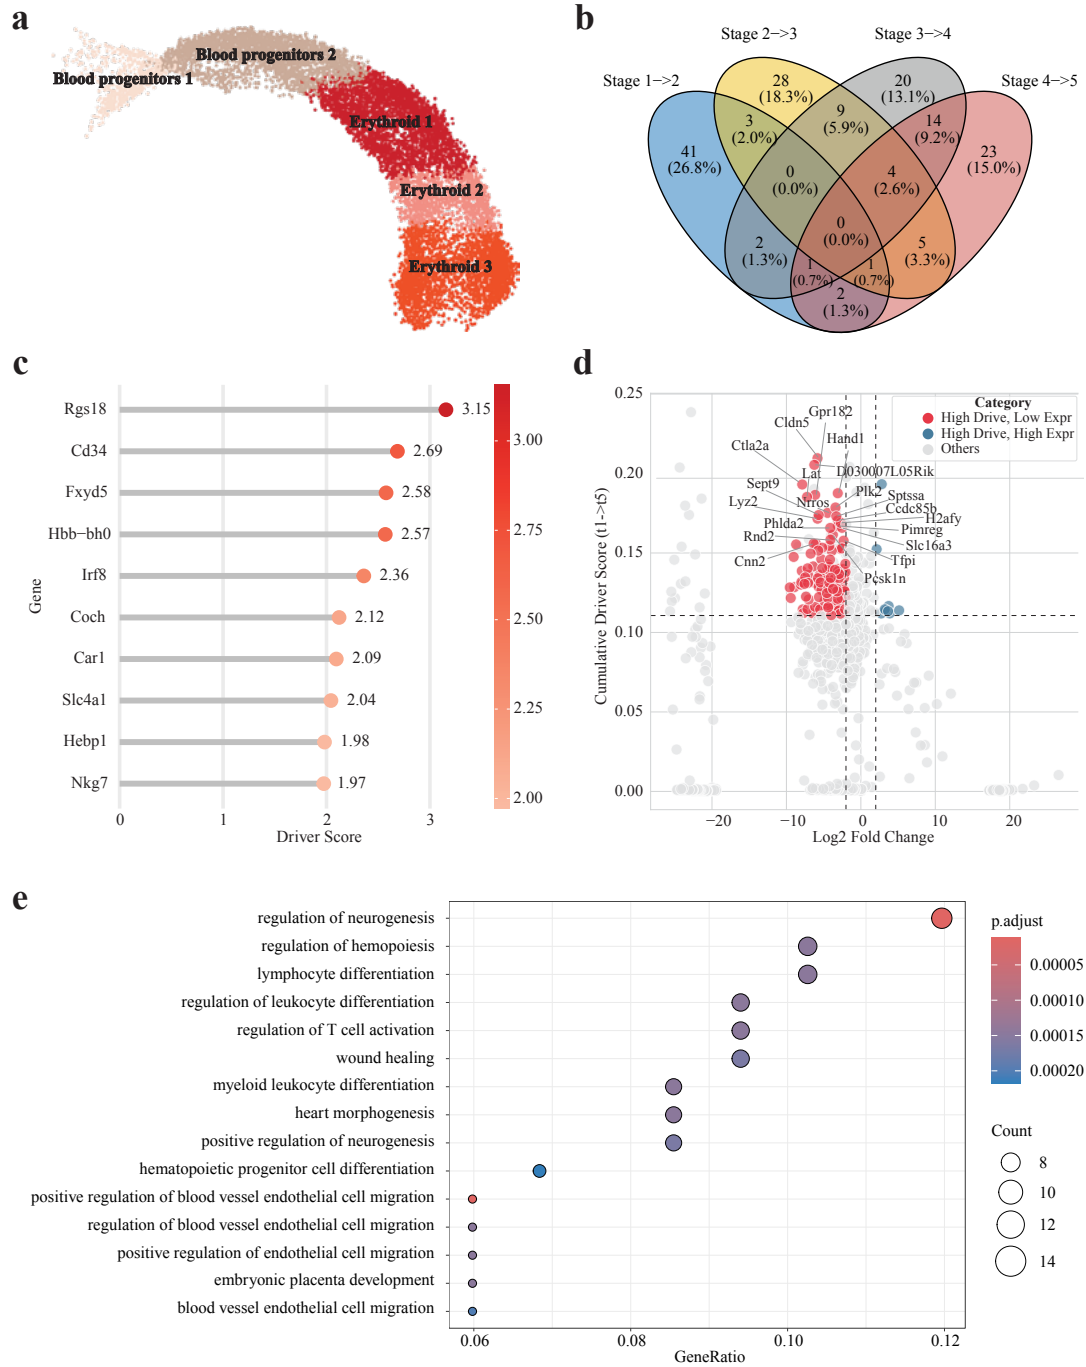 a
Blood progenitors 1
Blood progenitors 2
Erythroid 1
Erythroid 2
Erythroid 3
b
Stage 1->2
Stage 2->3
Stage 3->4
Stage 4->5
28
(18.3%)
20
(13.1%)
3
(2.0%)
9
(5.9%)
14
(9.2%)
41
(26.8%)
0
(0.0%)
4
(2.6%)
23
(15.0%)
0
(0.0%)
2
(1.3%)
5
(3.3%)
1
(0.7%)
1
(0.7%)
2
(1.3%)
c
Gene
Rgs18 3.15
Cd34 2.69
Fxyd5 2.58
Hbb−bh0 2.57
Irf8 2.36
Coch 2.12
Car1 2.09
Slc4a1 2.04
Hebp1 1.98
Nkg7 1.97
0 1 2 3
Driver Score
3.00
2.75
2.50
2.25
2.00
d
Cumulative Driver Score (t1->t5)
0.25
0.20
0.15
0.10
0.05
0.00
−20 −10 0 10 20
Log2 Fold Change
Category
High Drive, Low Expr
High Drive, High Expr
Others
Gpr182
Cldn5
Hand1
Ctla2a
Lat
D030007L05Rik
Sept9
Plk2
Sptssa
Lyz2
Nrros
Ccdc85b
H2afy
Phlda2
Pimreg
Rnd2
Slc16a3
Cnn2
Tfpi
Pcsk1n
e
regulation of neurogenesis
regulation of hemopoiesis
lymphocyte differentiation
regulation of leukocyte differentiation
regulation of T cell activation
wound healing
myeloid leukocyte differentiation
heart morphogenesis
positive regulation of neurogenesis
hematopoietic progenitor cell differentiation
positive regulation of blood vessel endothelial cell migration
regulation of blood vessel endothelial cell migration
positive regulation of endothelial cell migration
embryonic placenta development
blood vessel endothelial cell migration
0.06 0.08 0.10 0.12
GeneRatio
p.adjust
0.00005
0.00010
0.00015
0.00020
Count
8
10
12
14